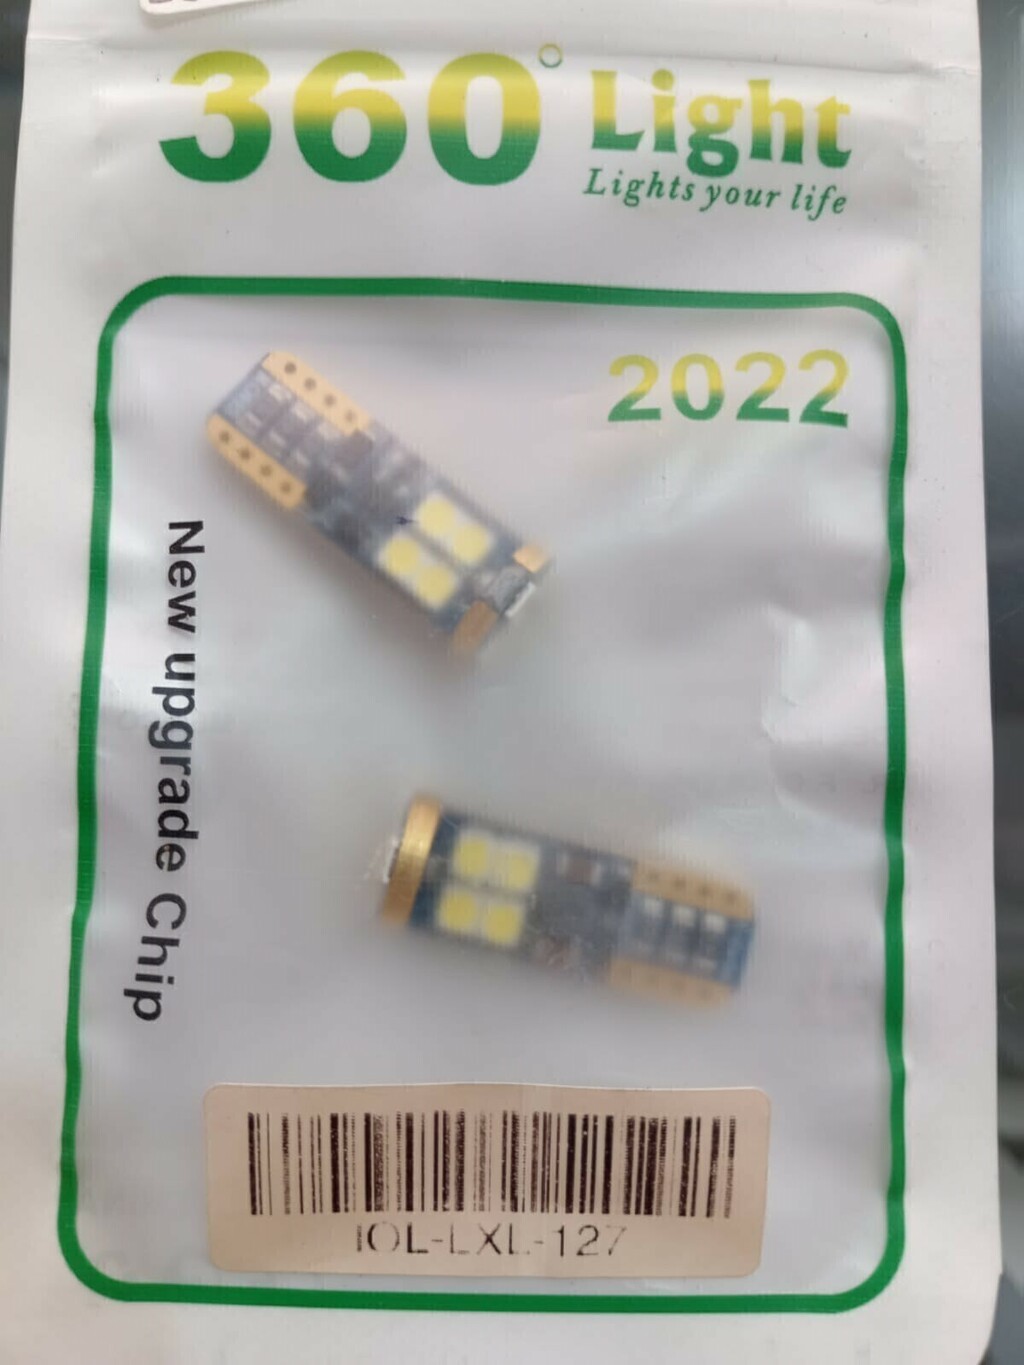 360° Light
Lights your life
2022
New upgrade Chip
IOL-LXL-127